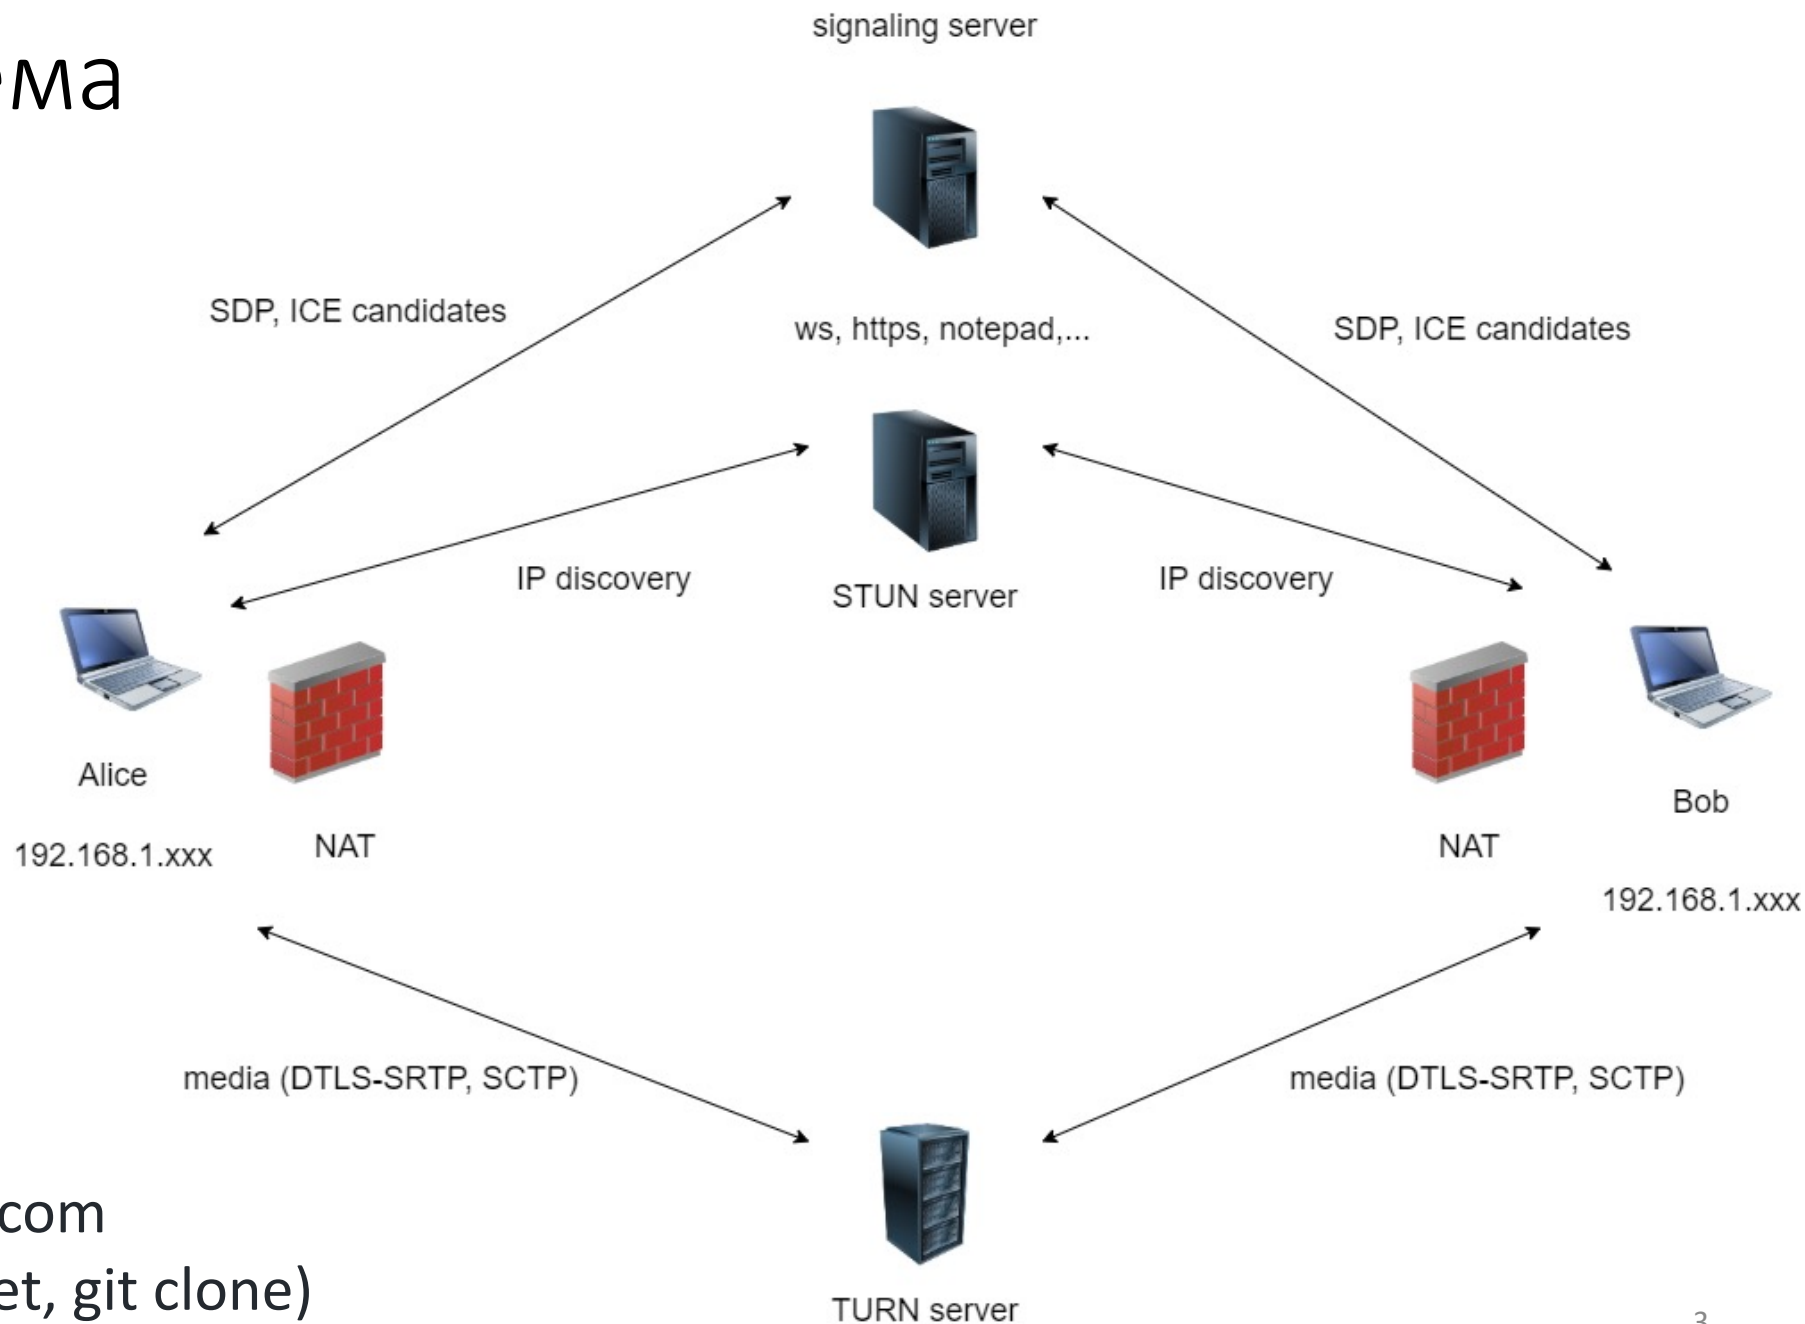 signaling server
ема
SDP, ICE candidates
ws, https, notepad,...
SDP, ICE candidates
IP discovery
STUN server
IP discovery
Alice
192.168.1.xxx
NAT
NAT
Bob
192.168.1.xxx
media (DTLS-SRTP, SCTP)
media (DTLS-SRTP, SCTP)
com
et, git clone)
TURN server
3